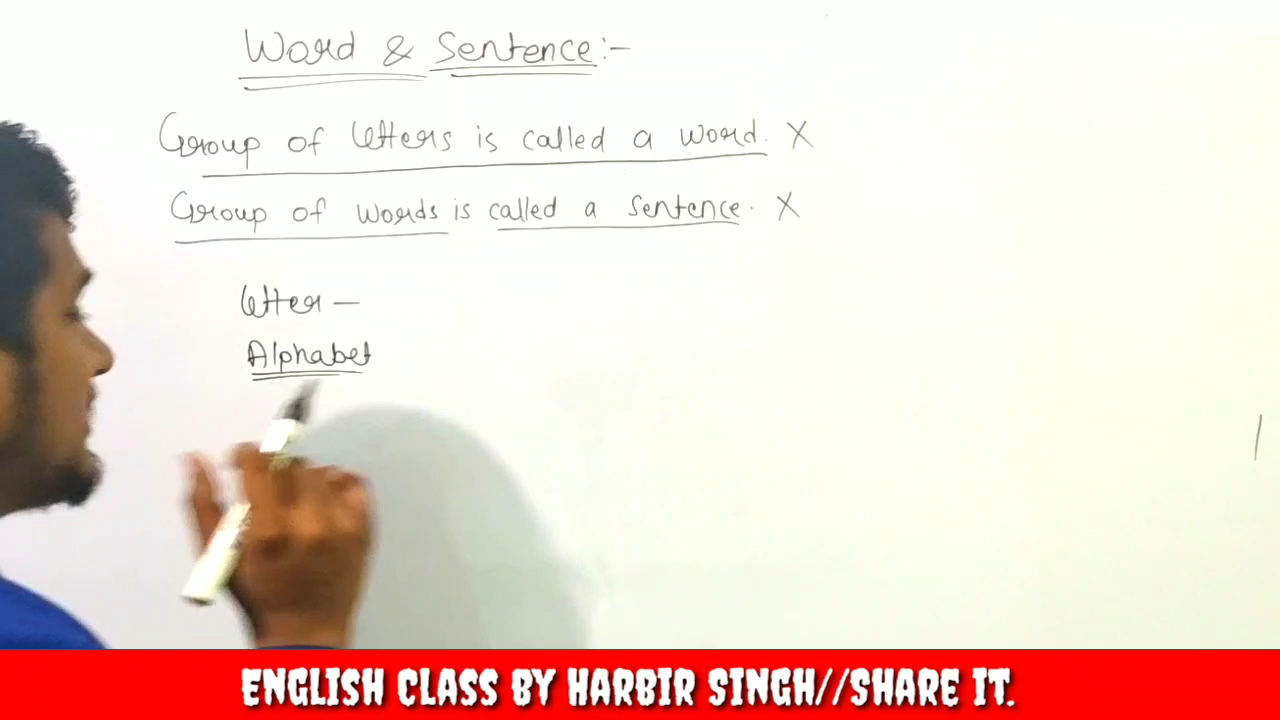 Word & Sentence:-
Group of letters is called a word. X
Group of words is called a sentence. X
letter —
Alphabet
ENGLISH CLASS BY HARBIR SINGH//SHARE IT.